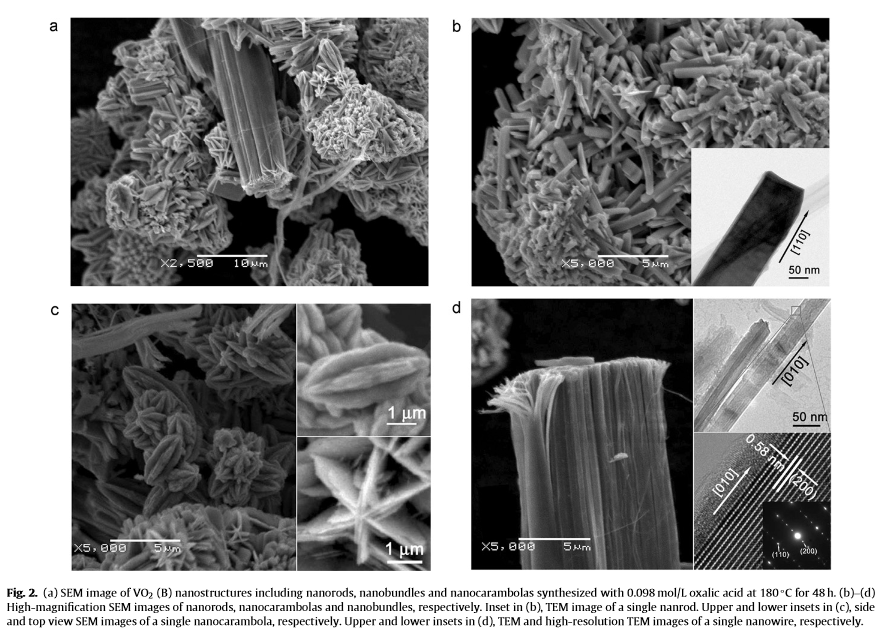 a
X2,500 10μm
b
X5,000 5μm
[110]
50 nm
c
X5,000 5μm
1 μm
1 μm
d
X5,000 5μm
[010]
50 nm
[010]
0.58 nm
(200)
(110) (200)
Fig. 2. (a) SEM image of VO2 (B) nanostructures including nanorods, nanobundles and nanocarambolas synthesized with 0.098 mol/L oxalic acid at 180 °C for 48 h. (b)–(d)
High-magnification SEM images of nanorods, nanocarambolas and nanobundles, respectively. Inset in (b), TEM image of a single nanrod. Upper and lower insets in (c), side
and top view SEM images of a single nanocarambola, respectively. Upper and lower insets in (d), TEM and high-resolution TEM images of a single nanowire, respectively.